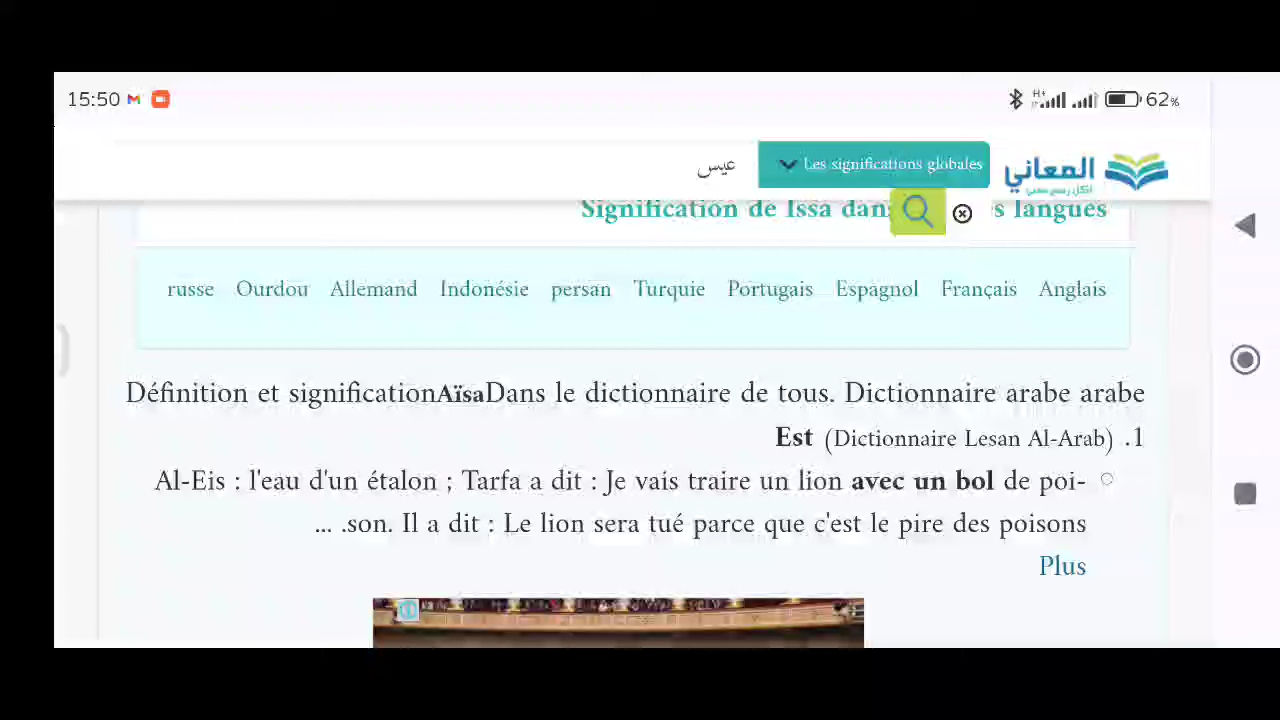 15:50
H+
62%
عيس
Les significations globales
المعاني
لكل رسم معنى
Signification de Issa dan
s langues
russe Ourdou Allemand Indonésie persan Turquie Portugais Espagnol Français Anglais
Définition et significationAïsaDans le dictionnaire de tous. Dictionnaire arabe arabe
Est (Dictionnaire Lesan Al-Arab) .1
Al-Eis : l'eau d'un étalon ; Tarfa a dit : Je vais traire un lion avec un bol de poi-
... .son. Il a dit : Le lion sera tué parce que c'est le pire des poisons
Plus